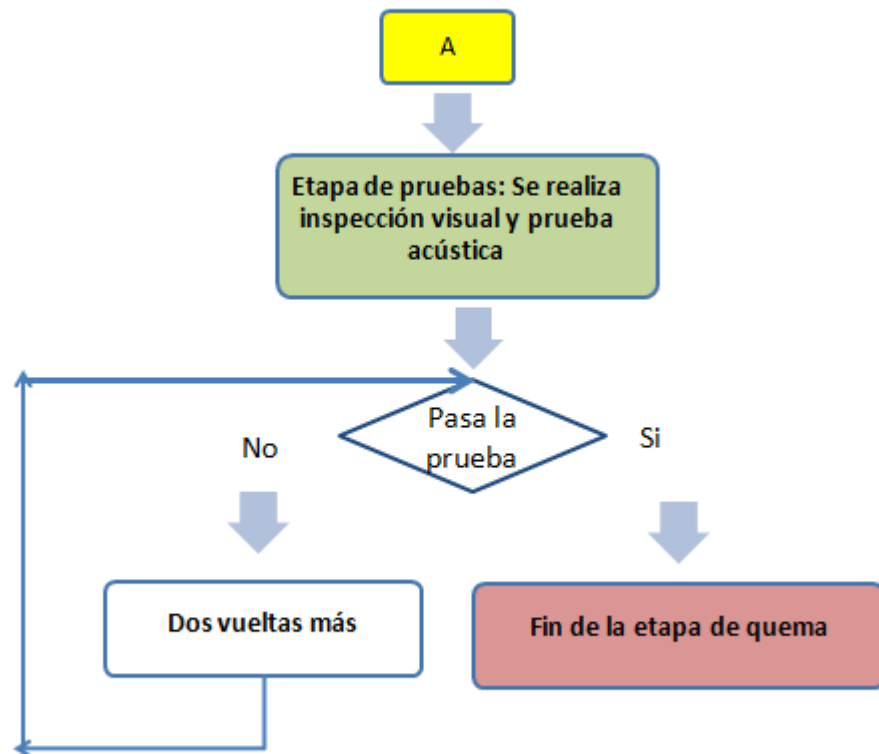 A
Etapa de pruebas: Se realiza
inspección visual y prueba
acústica
Pasa la
prueba
No
Si
Dos vueltas más
Fin de la etapa de quema